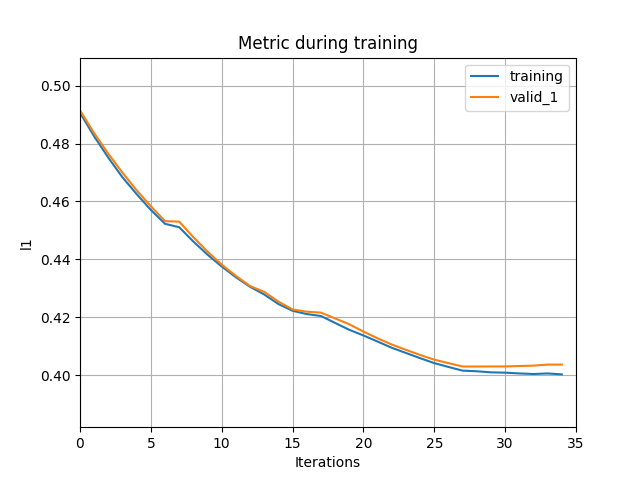 Metric during training
training
valid_1
0.50
0.48
0.46
0.44
0.42
0.40
l1
0 5 10 15 20 25 30 35
Iterations